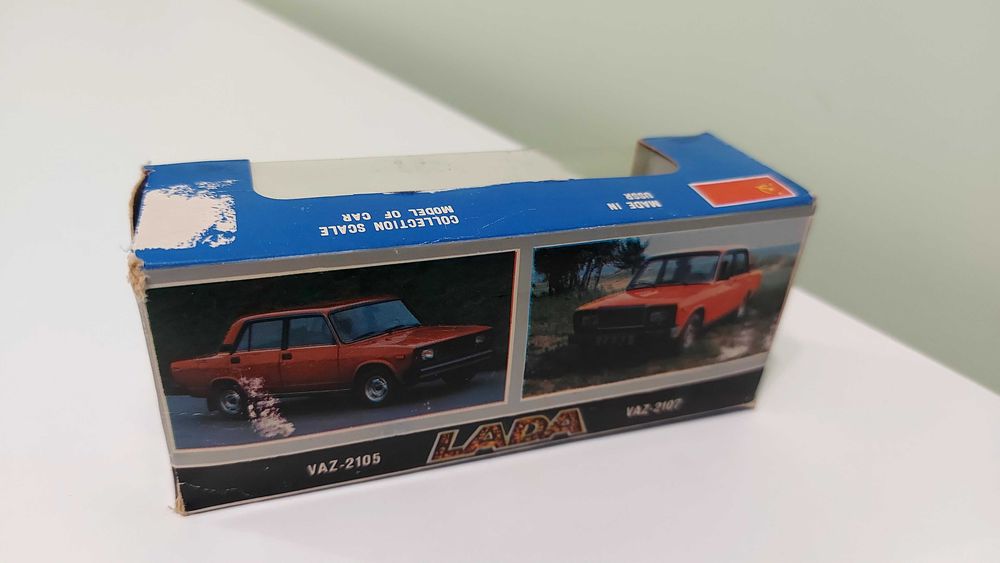 COLLECTION SCALE
MODEL OF CAR
MADE IN
USSR
VAZ-2105
LADA
VAZ-2107